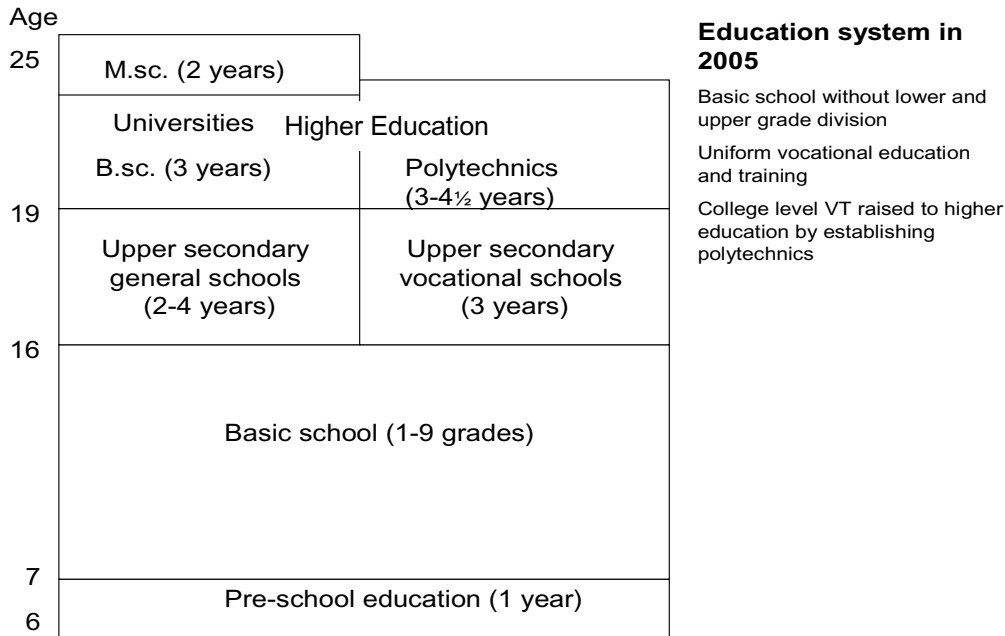 Age
25
M.sc. (2 years)
Universities
Higher Education
B.sc. (3 years)
Polytechnics
(3-4½ years)
19
Upper secondary
general schools
(2-4 years)
Upper secondary
vocational schools
(3 years)
16
Basic school (1-9 grades)
7
Pre-school education (1 year)
6
Education system in
2005
Basic school without lower and
upper grade division
Uniform vocational education
and training
College level VT raised to higher
education by establishing
polytechnics